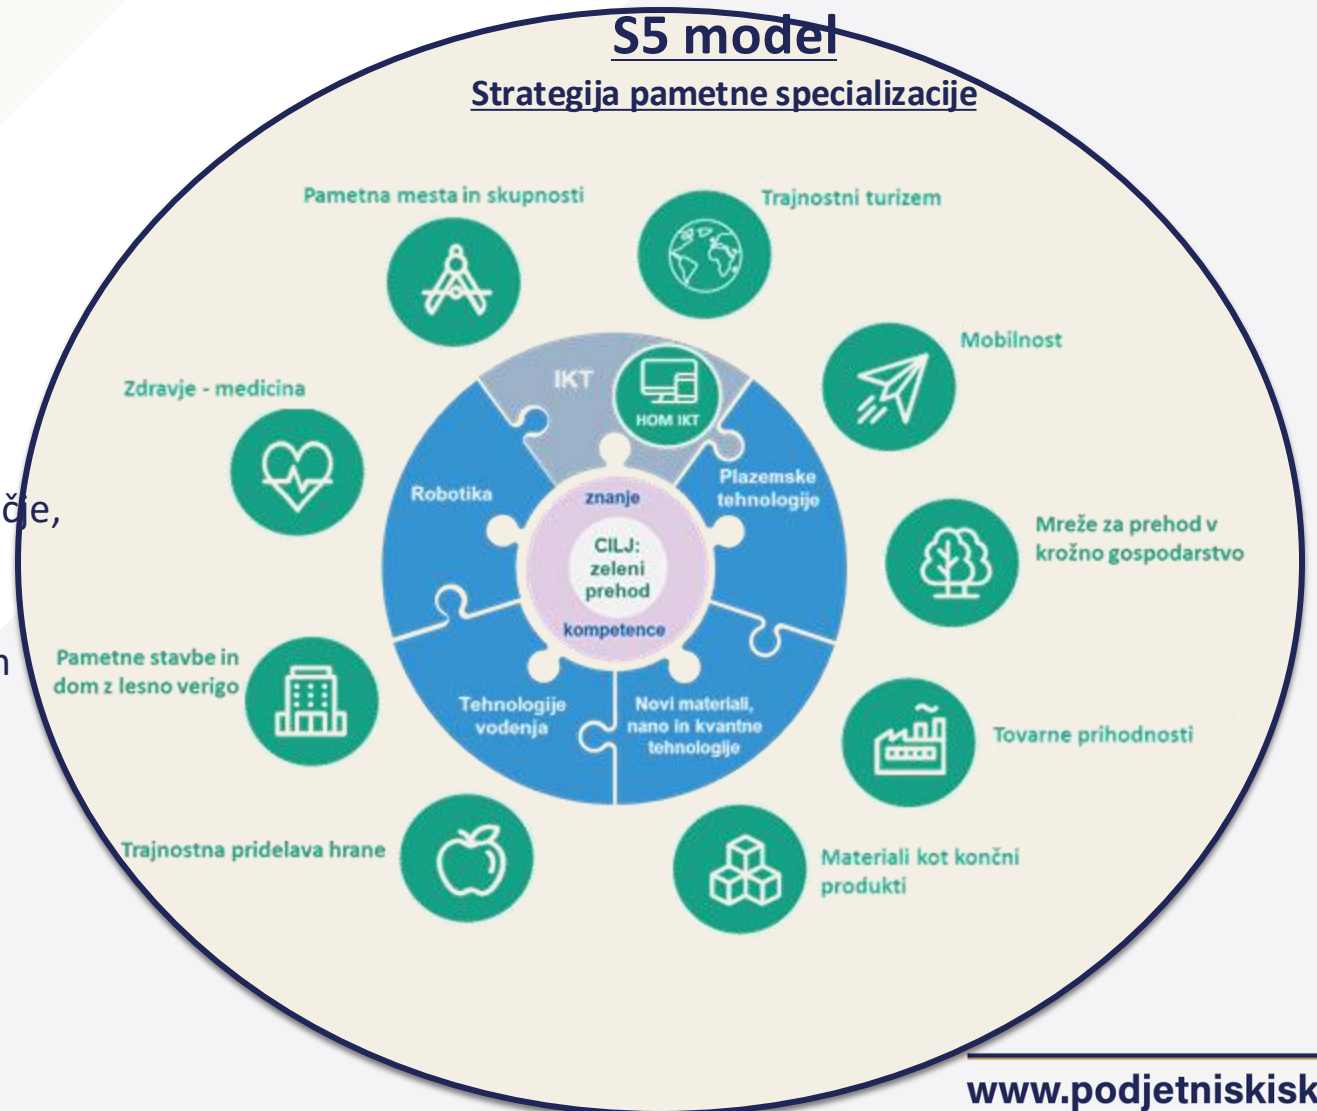 S5 model
Strategija pametne specializacije
Pametna mesta in skupnosti
Trajnostni turizem
Mobilnost
Zdravje - medicina
IKT
HOM IKT
Robotika
Plazemske
tehnologije
znanje
CILJ:
zeleni
prehod
kompetence
Mreže za prehod v
krožno gospodarstvo
čje,
Pametne stavbe in
dom z lesno verigo
Tehnologije
vodenja
Novi materiali,
nano in kvantne
tehnologije
Tovarne prihodnosti
Trajnostna pridelava hrane
Materiali kot končni
produkti
www.podjetniskisk